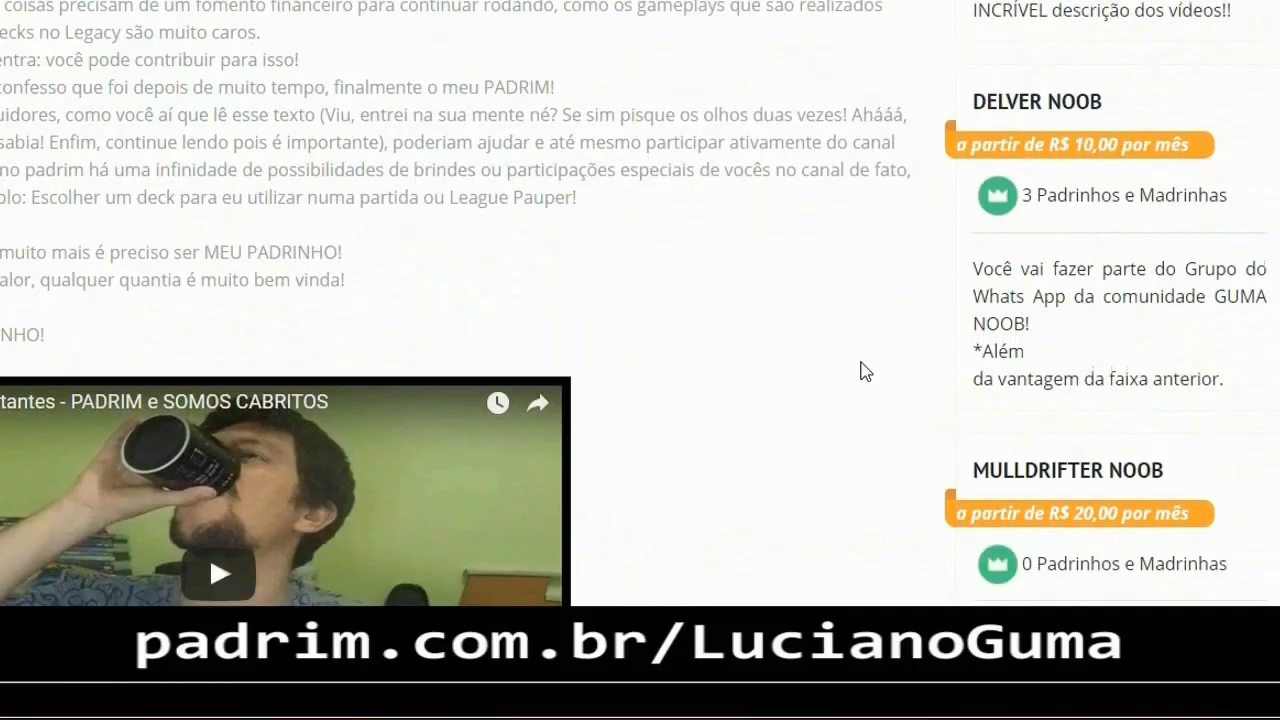 coisas precisam de um fomento financeiro para continuar rodando, como os gameplays que são realizados
ecks no Legacy são muito caros.
entra: você pode contribuir para isso!
confesso que foi depois de muito tempo, finalmente o meu PADRIM!
uidores, como você aí que lê esse texto (Viu, entrei na sua mente né? Se sim pisque os olhos duas vezes! Ahááá,
sabia! Enfim, continue lendo pois é importante), poderiam ajudar e até mesmo participar ativamente do canal
no padrim há uma infinidade de possibilidades de brindes ou participações especiais de vocês no canal de fato,
plo: Escolher um deck para eu utilizar numa partida ou League Pauper!
muito mais é preciso ser MEU PADRINHO!
alor, qualquer quantia é muito bem vinda!
NHO!
tantes - PADRIM e SOMOS CABRITOS
INCRÍVEL descrição dos vídeos!!
DELVER NOOB
a partir de R$ 10,00 por mês
3 Padrinhos e Madrinhas
Você vai fazer parte do Grupo do
Whats App da comunidade GUMA
NOOB!
*Além
da vantagem da faixa anterior.
MULLDRIFTER NOOB
a partir de R$ 20,00 por mês
0 Padrinhos e Madrinhas
padrim.com.br/LucianoGuma